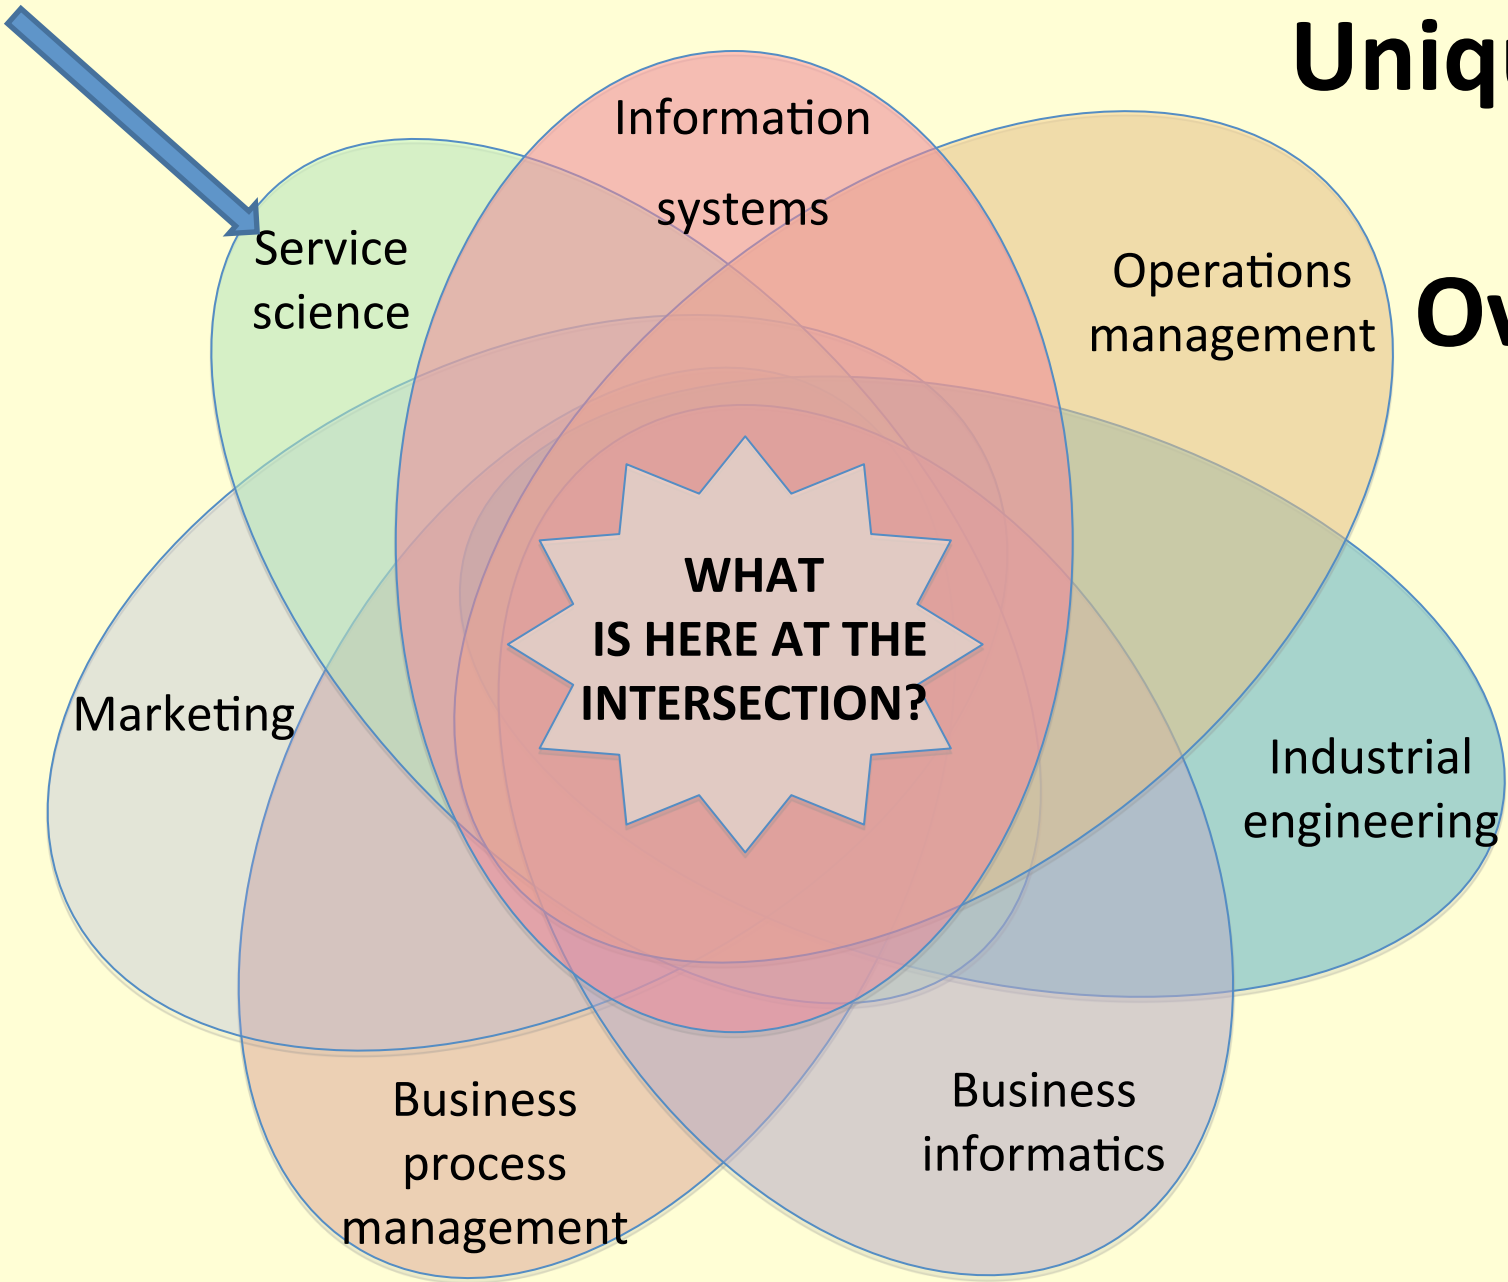 Uniq
Information
systems
Service
science
Operations
management
Ov
WHAT
IS HERE AT THE
INTERSECTION?
Marketing
Industrial
engineering
Business
process
management
Business
informatics